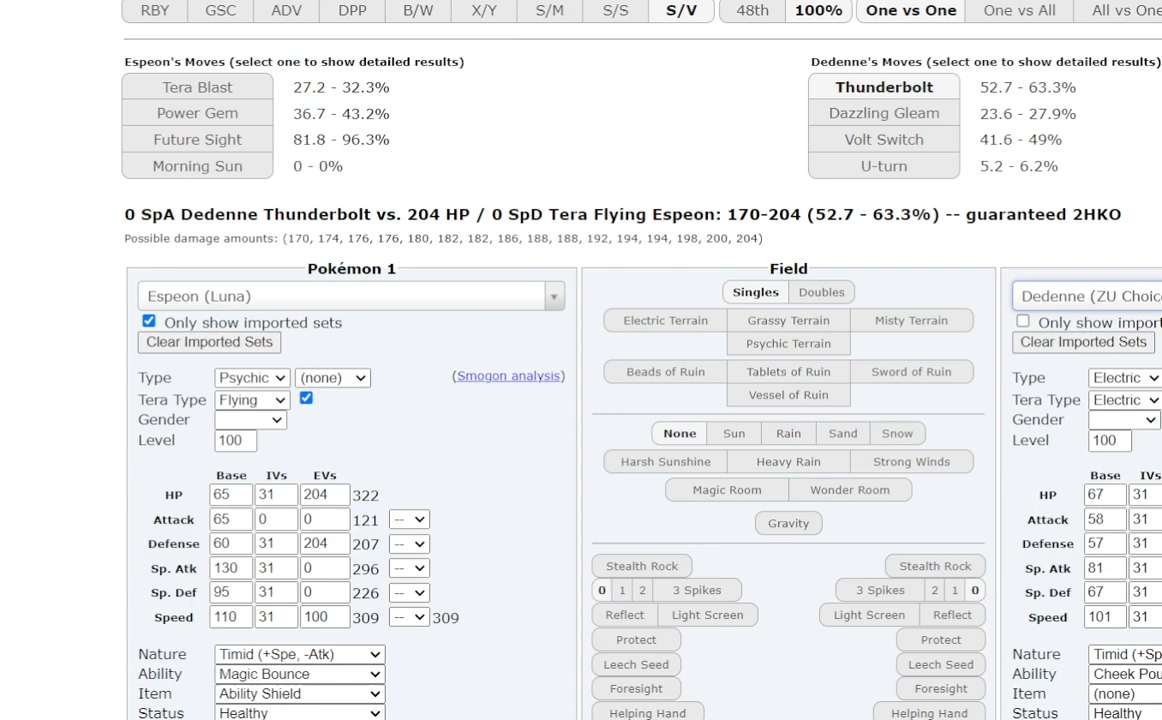 RBY GSC ADV DPP B/W X/Y S/M S/S S/V 48th 100% One vs One One vs All All vs One
Espeon's Moves (select one to show detailed results) Dedenne's Moves (select one to show detailed results)
Tera Blast 27.2 - 32.3% Thunderbolt 52.7 - 63.3%
Power Gem 36.7 - 43.2% Dazzling Gleam 23.6 - 27.9%
Future Sight 81.8 - 96.3% Volt Switch 41.6 - 49%
Morning Sun 0 - 0% U-turn 5.2 - 6.2%
0 SpA Dedenne Thunderbolt vs. 204 HP / 0 SpD Tera Flying Espeon: 170-204 (52.7 - 63.3%) -- guaranteed 2HKO
Possible damage amounts: (170, 174, 176, 176, 180, 182, 182, 186, 188, 188, 192, 194, 194, 198, 200, 204)
Pokémon 1
Espeon (Luna)
Only show imported sets
Clear Imported Sets
Type Psychic (none) (Smogon analysis)
Tera Type Flying
Gender
Level 100
Base IVs EVs
HP 65 31 204 322
Attack 65 0 0 121 --
Defense 60 31 204 207 --
Sp. Atk 130 31 0 296 --
Sp. Def 95 31 0 226 --
Speed 110 31 100 309 -- 309
Nature Timid (+Spe, -Atk)
Ability Magic Bounce
Item Ability Shield
Status Healthy
Field
Singles Doubles
Electric Terrain Grassy Terrain Misty Terrain
Psychic Terrain
Beads of Ruin Tablets of Ruin Sword of Ruin
Vessel of Ruin
None Sun Rain Sand Snow
Harsh Sunshine Heavy Rain Strong Winds
Magic Room Wonder Room
Gravity
Stealth Rock Stealth Rock
0 1 2 3 Spikes 3 Spikes 2 1 0
Reflect Light Screen Light Screen Reflect
Protect Protect
Leech Seed Leech Seed
Foresight Foresight
Helping Hand Helping Hand
Dedenne (ZU Choic
Only show import
Clear Imported Sets
Type Electric
Tera Type Electric
Gender
Level 100
Base IVs
HP 67 31
Attack 58 31
Defense 57 31
Sp. Atk 81 31
Sp. Def 67 31
Speed 101 31
Nature Timid (+Sp
Ability Cheek Pou
Item (none)
Status Healthy